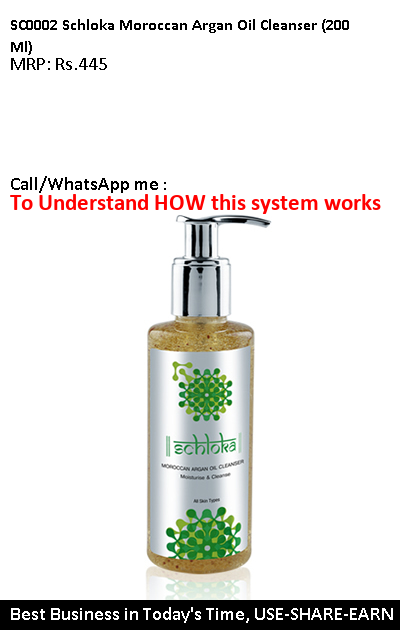 SC0002 Schloka Moroccan Argan Oil Cleanser (200
Ml)
MRP: Rs.445
Call/WhatsApp me :
To Understand HOW this system works
schloka
MOROCCAN ARGAN OIL CLEANSER
Moisturise & Cleanse
All Skin Types
Best Business in Today's Time, USE-SHARE-EARN